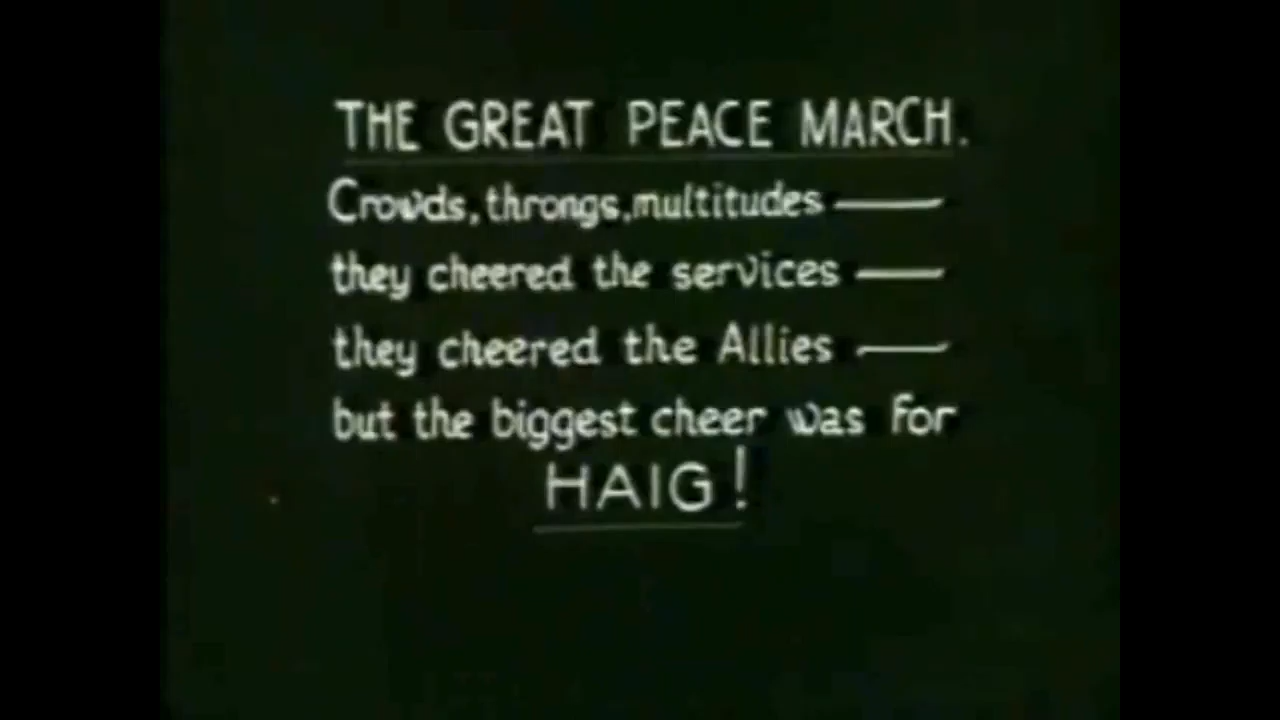 THE GREAT PEACE MARCH.
Crowds, throngs, multitudes —
they cheered the services —
they cheered the Allies —
but the biggest cheer was for
HAIG!